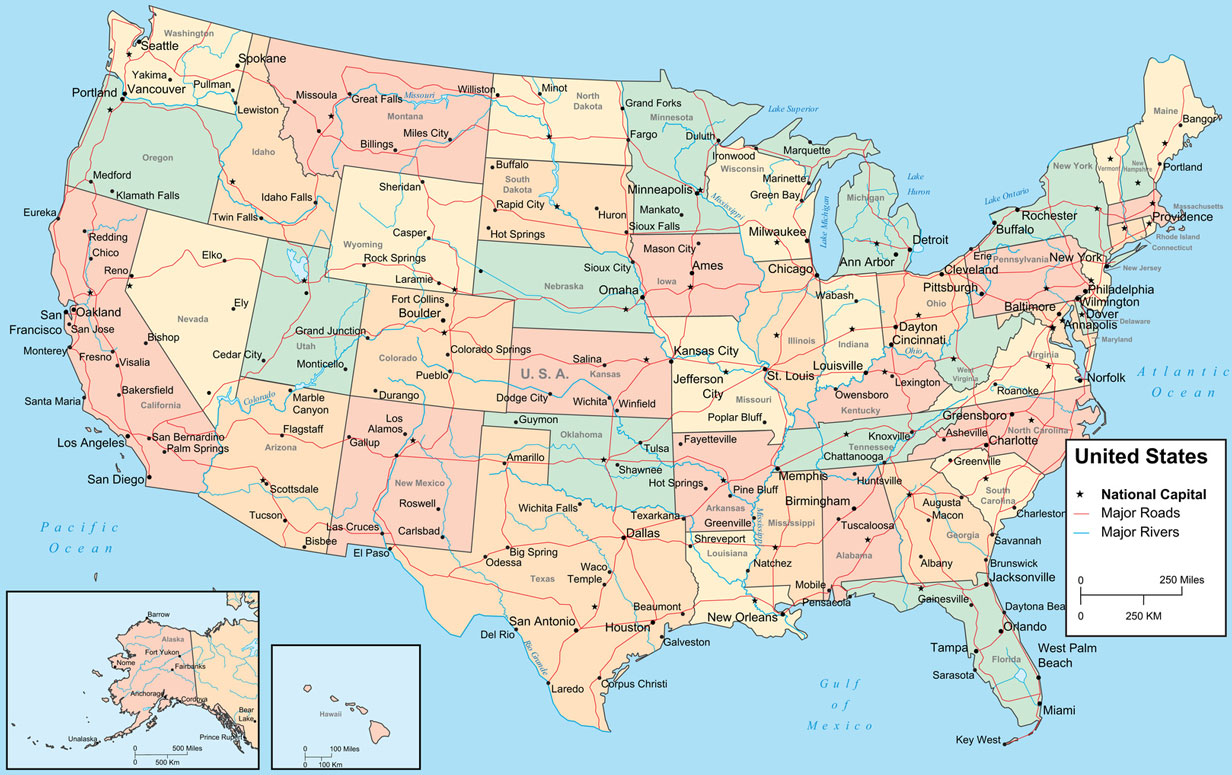 Washington
Seattle
Spokane
Yakima
Pullman
Portland
Vancouver
Lewiston
Missoula
Great Falls
Missouri
Montana
Miles City
Billings
Williston
Minot
North
Dakota
Grand Forks
Minnesota
Fargo
Duluth
Lake Superior
Ironwood
Marquette
Wisconsin
Marinette
Green Bay
Lake
Huron
Michigan
Lake Michigan
Maine
Bangor
New York
Vermont
New
Hampshire
Portland
Lake Ontario
Rochester
Buffalo
Massachusetts
Providence
Rhode Island
Connecticut
Oregon
Medford
Klamath Falls
Idaho
Idaho Falls
Twin Falls
Buffalo
South
Dakota
Rapid City
Hot Springs
Huron
Sioux Falls
Minneapolis
Mankato
Mississippi
Milwaukee
Detroit
Ann Arbor
Sheridan
Casper
Wyoming
Rock Springs
Laramie
Eureka
Redding
Chico
Reno
Elko
Ely
Nevada
Sioux City
Nebraska
Omaha
Mason City
Ames
Iowa
Chicago
Wabash
Erie
Cleveland
Pennsylvania
New York
New Jersey
Pittsburgh
Ohio
Philadelphia
Wilmington
Baltimore
Dover
Annapolis
Delaware
Maryland
San
Francisco
Oakland
San Jose
Monterey
Fresno
Visalia
Bishop
Bakersfield
California
Santa Maria
Los Angeles
San Bernardino
Palm Springs
San Diego
Cedar City
Utah
Monticello
Grand Junction
Fort Collins
Boulder
Colorado
Colorado Springs
Pueblo
Durango
U. S. A.
Salina
Kansas
Dodge City
Wichita
Winfield
Kansas City
Jefferson
City
Missouri
Poplar Bluff
St. Louis
Illinois
Indiana
Dayton
Cincinnati
Ohio
Louisville
Lexington
Owensboro
Kentucky
West
Virginia
Virginia
Roanoke
Norfolk
Atlantic
Ocean
Colorado
Marble
Canyon
Flagstaff
Arizona
Scottsdale
Tucson
Bisbee
Los
Alamos
Gallup
New Mexico
Roswell
Las Cruces
Carlsbad
El Paso
Guymon
Oklahoma
Tulsa
Shawnee
Amarillo
Wichita Falls
Fayetteville
Hot Springs
Pine Bluff
Arkansas
Greenville
Texarkana
Memphis
Tennessee
Knoxville
Chattanooga
Huntsville
Greensboro
Asheville
Charlotte
North Carolina
Greenville
South
Carolina
Charleston
Birmingham
Tuscaloosa
Alabama
Mississippi
Mississippi
Augusta
Macon
Georgia
Savannah
Albany
Brunswick
Jacksonville
Big Spring
Odessa
Texas
Dallas
Waco
Temple
Shreveport
Louisiana
Natchez
Mobile
Pensacola
New Orleans
Beaumont
Houston
Galveston
San Antonio
Del Rio
Rio Grande
Laredo
Corpus Christi
Gulf
of
Mexico
Gainesville
Daytona Bea
Orlando
Tampa
Sarasota
Florida
West Palm
Beach
Miami
Key West
Pacific
Ocean
United States
National Capital
Major Roads
Major Rivers
0 250 Miles
0 250 KM
Barrow
Alaska
Fort Yukon
Nome
Fairbanks
Anchorage
Cordova
Bear
Lake
Prince Rupert
Unalaska
0 500 Miles
0 500 Km
Hawaii
0 100 Miles
0 100 Km